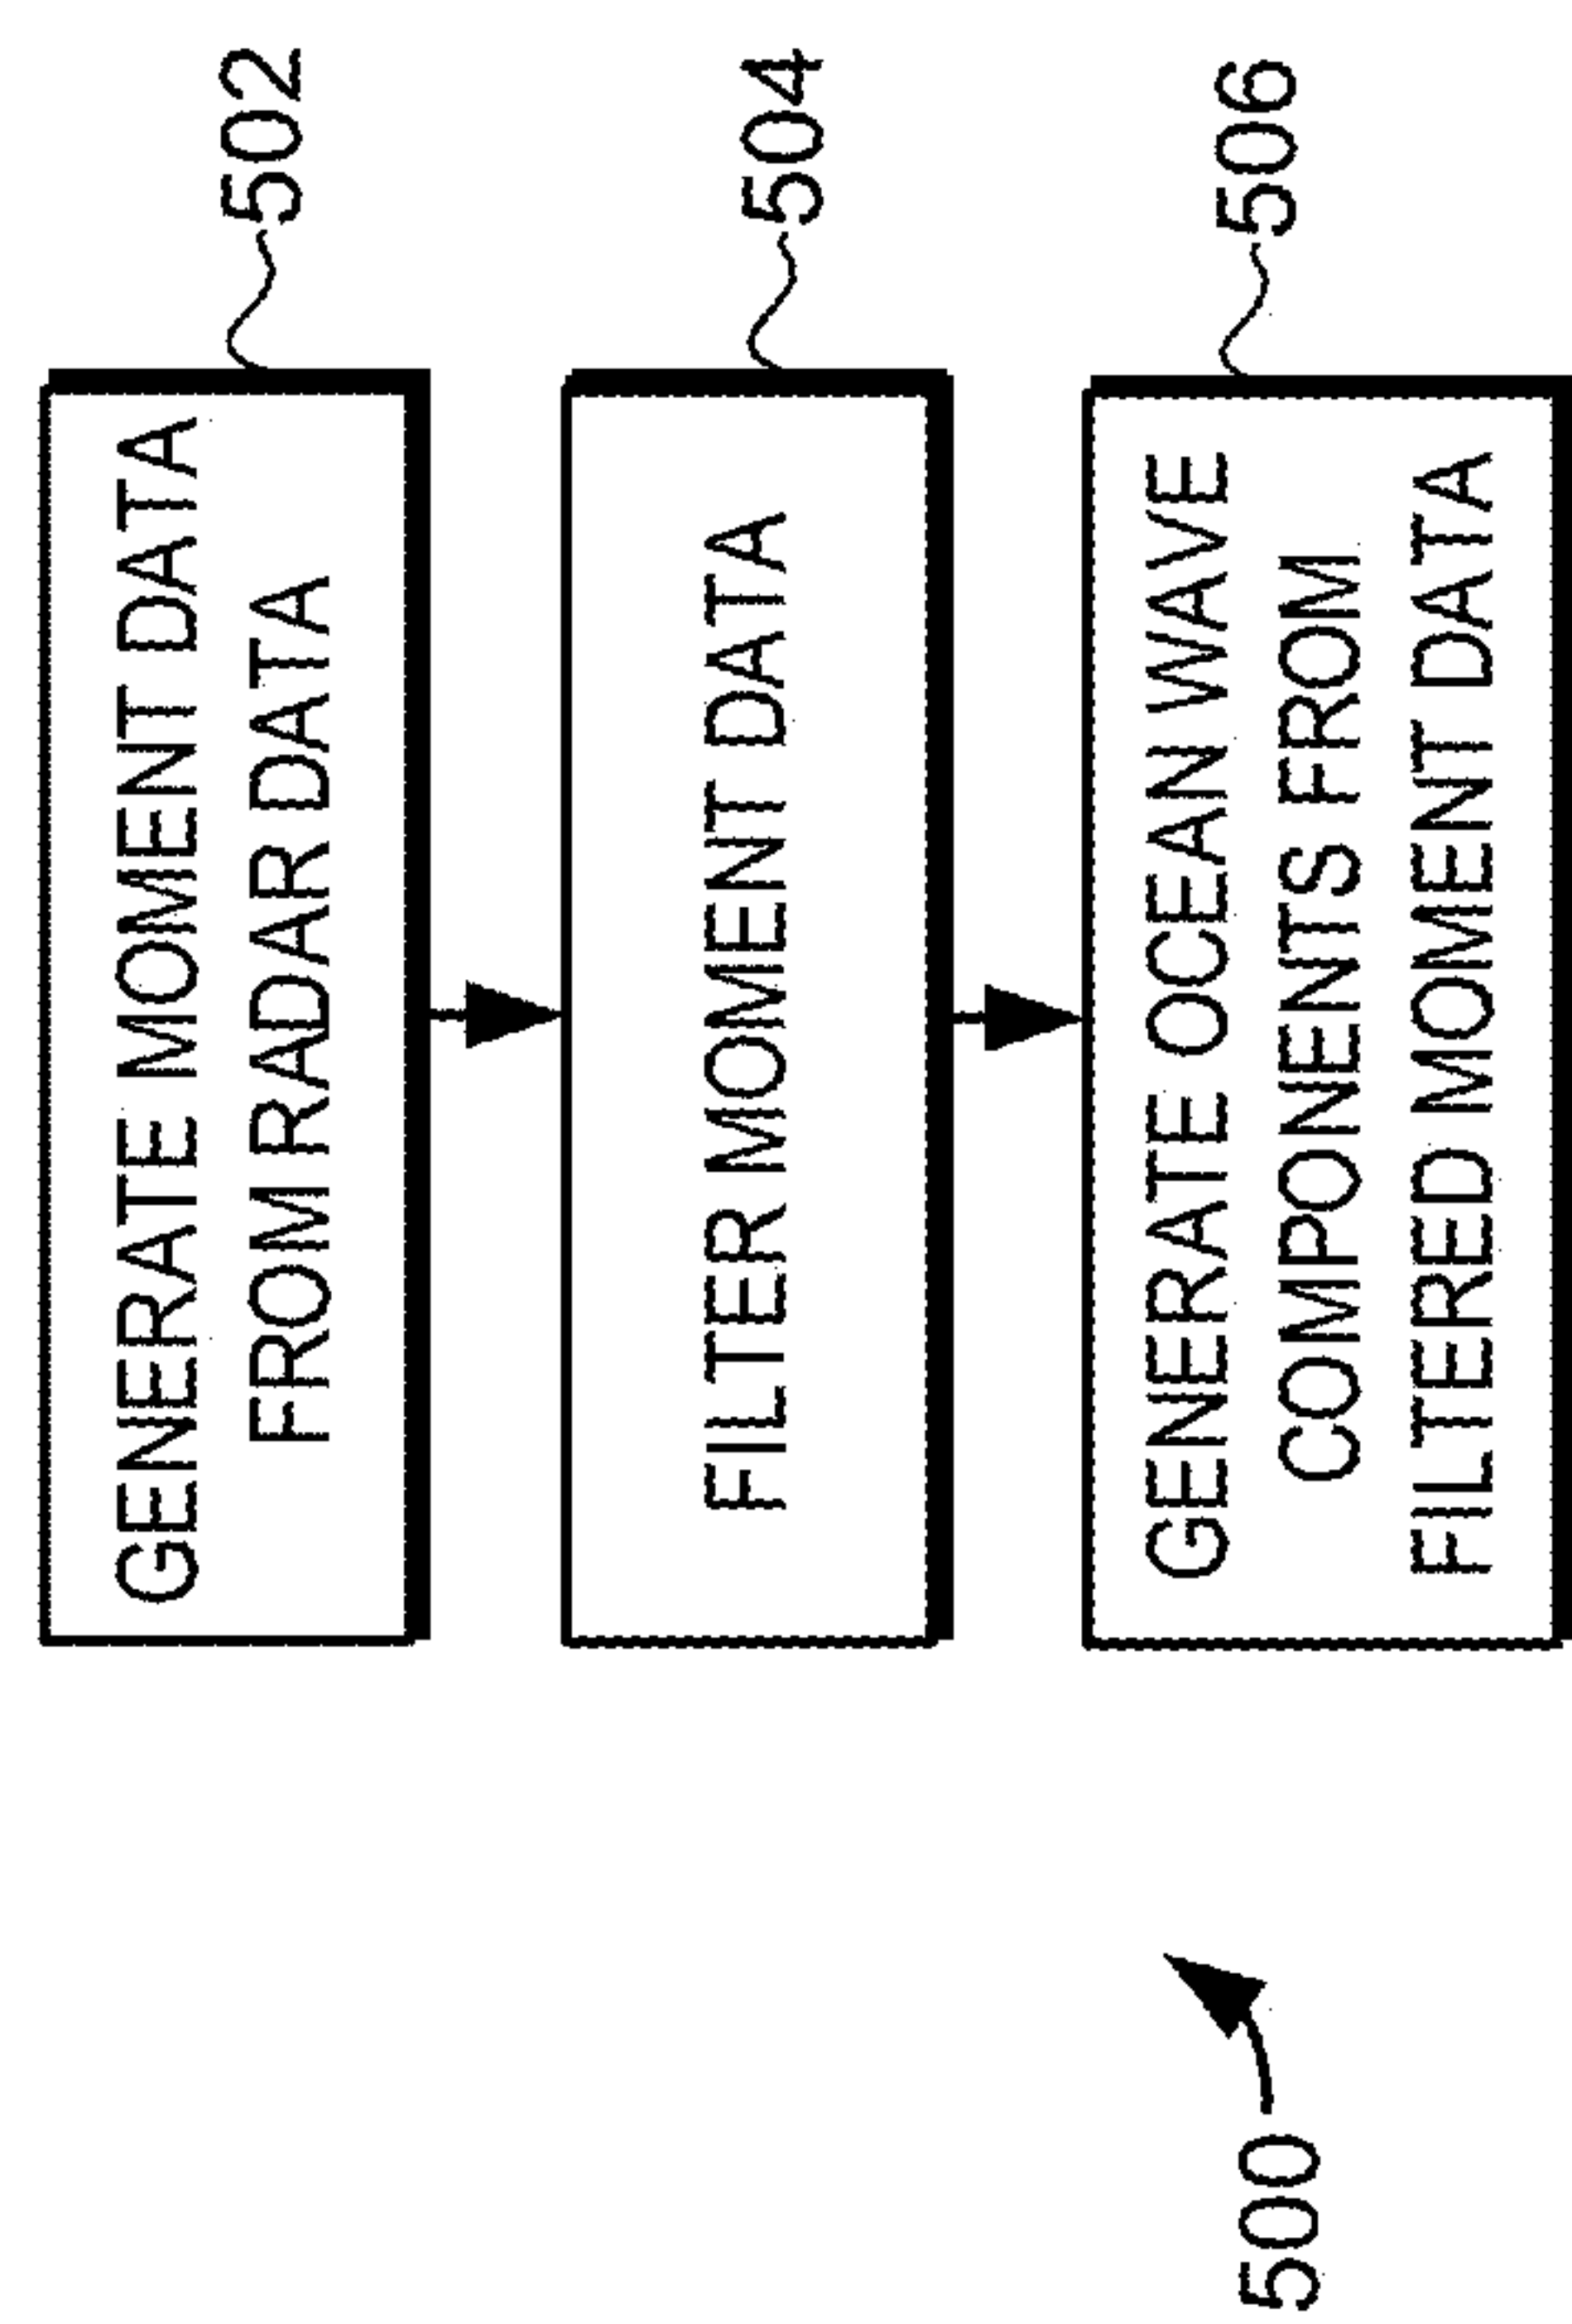 GENERATE MOMENT DATA
FROM RADAR DATA
502
FILTER MOMENT DATA
504
GENERATE OCEAN WAVE
COMPONENTS FROM
FILTERED MOMENT DATA
506
500